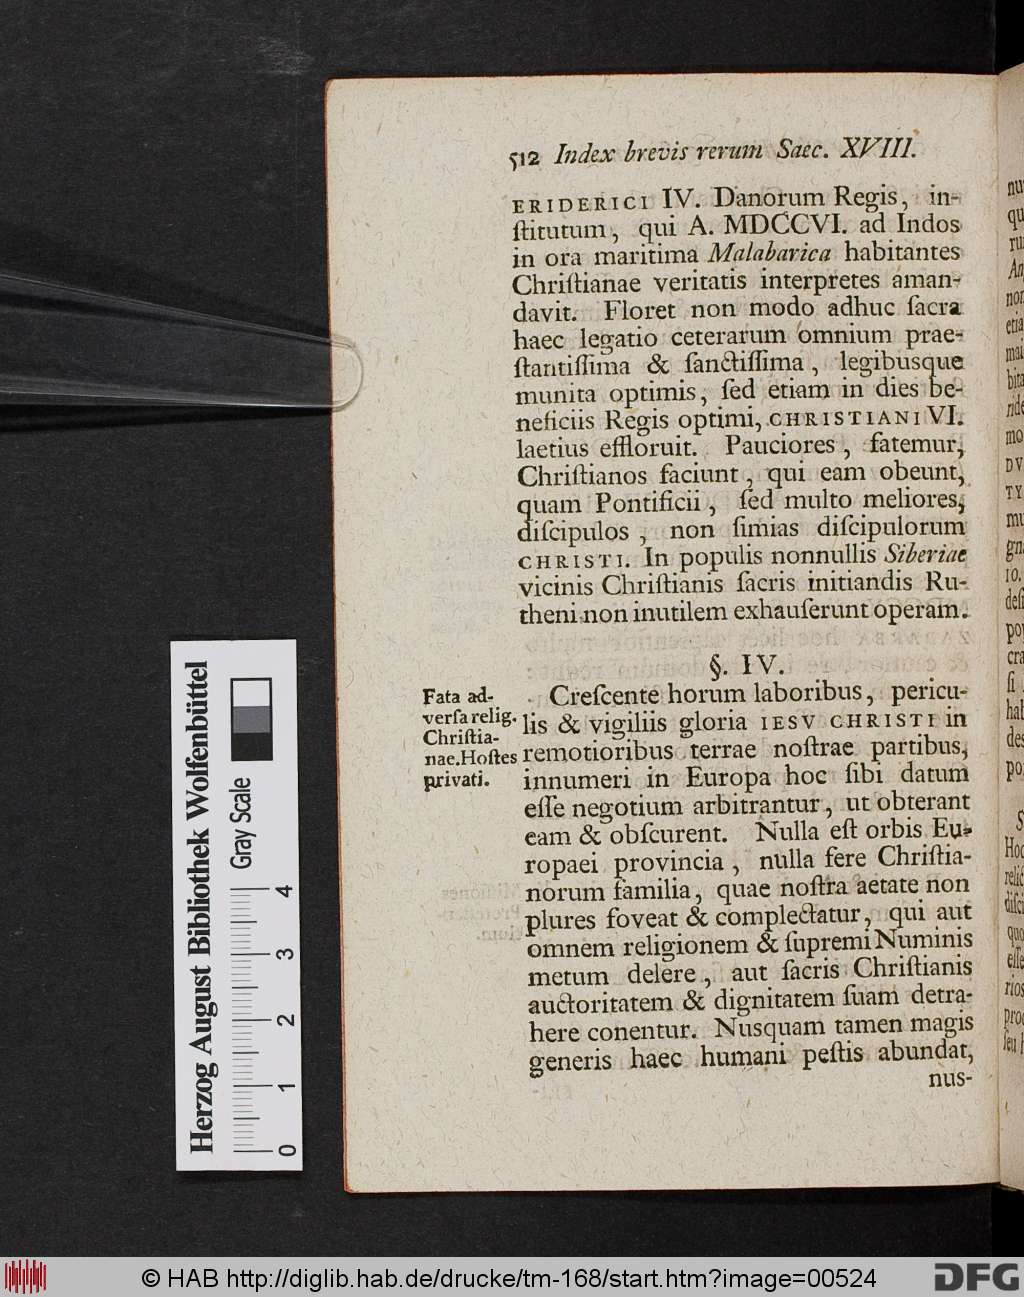 512 Index brevis rerum Saec. XVIII.
ERIDERICI IV. Danorum Regis, in-
ſtitutum, qui A. MDCCVI. ad Indos
in ora maritima Malabarica habitantes
Chriſtianae veritatis interpretes aman-
davit. Floret non modo adhuc ſacra
haec legatio ceterarum omnium prae-
ſtantiſſima & ſanctiſſima, legibusque
munita optimis, ſed etiam in dies be-
neficiis Regis optimi, CHRISTIANI VI.
laetius effloruit. Pauciores, fatemur,
Chriſtianos faciunt, qui eam obeunt,
quam Pontificii, ſed multo meliores,
diſcipulos, non ſimias diſcipulorum
CHRISTI. In populis nonnullis Siberiae
vicinis Chriſtianis ſacris initiandis Ru-
theni non inutilem exhauſerunt operam.
§. IV.
Fata ad-
verſa relig.
Chriſtia-
nae. Hoſtes
privati.
Creſcente horum laboribus, pericu-
lis & vigiliis gloria IESV CHRISTI in
remotioribus terrae noſtrae partibus,
innumeri in Europa hoc ſibi datum
eſſe negotium arbitrantur, ut obterant
eam & obſcurent. Nulla eſt orbis Eu-
ropaei provincia, nulla fere Chriſtia-
norum familia, quae noſtra aetate non
plures foveat & complectatur, qui aut
omnem religionem & ſupremi Numinis
metum delere, aut ſacris Chriſtianis
auctoritatem & dignitatem ſuam detra-
here conentur. Nusquam tamen magis
generis haec humani peſtis abundat,
nus-
Herzog August Bibliothek Wolfenbüttel
Gray Scale
0 1 2 3 4
© HAB http://diglib.hab.de/drucke/tm-168/start.htm?image=00524
DFG